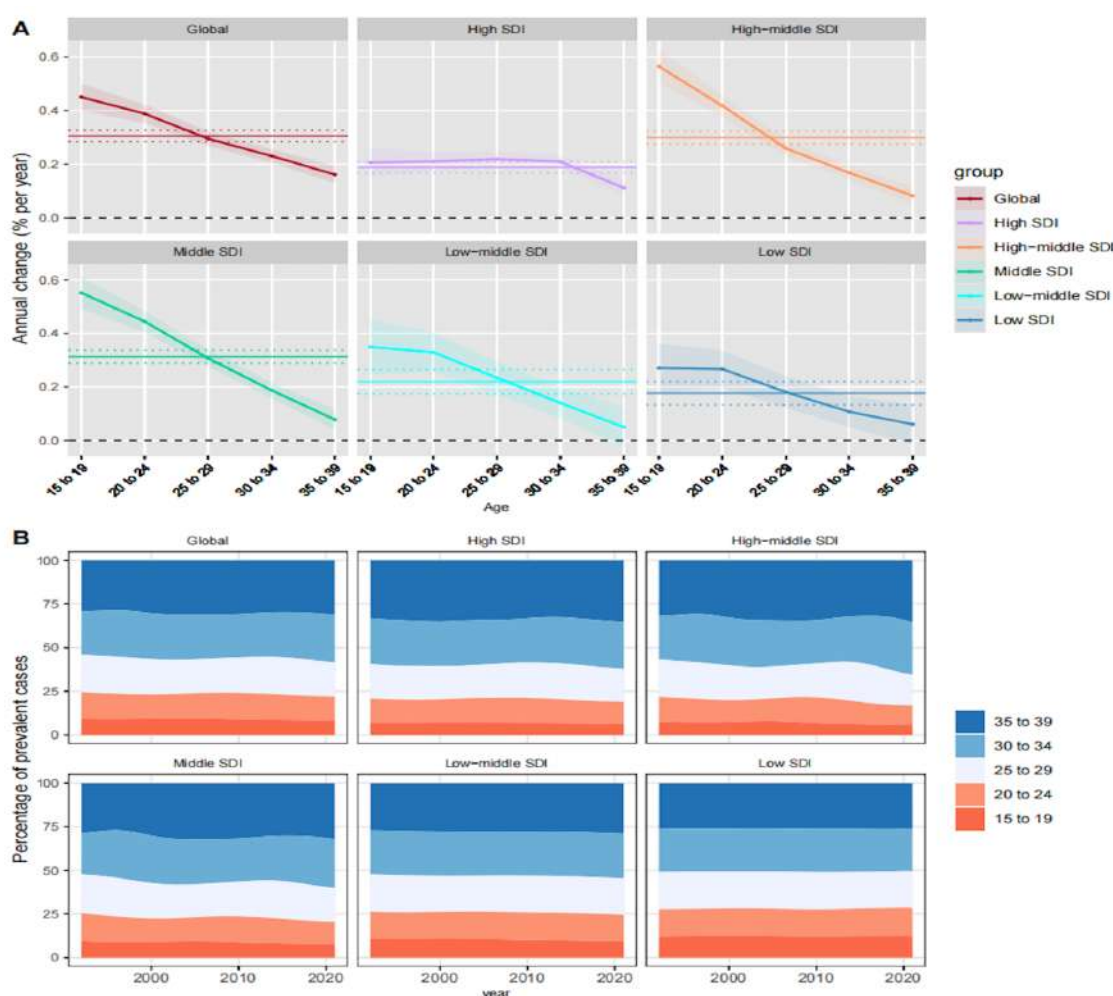 A
Global
High SDI
High-middle SDI
0.6
0.4
0.2
0.0
Middle SDI
Low-middle SDI
Low SDI
0.6
0.4
0.2
0.0
Annual change (% per year)
15 to 19
20 to 24
25 to 29
30 to 34
35 to 39
15 to 19
20 to 24
25 to 29
30 to 34
35 to 39
15 to 19
20 to 24
25 to 29
30 to 34
35 to 39
Age
group
Global
High SDI
High-middle SDI
Middle SDI
Low-middle SDI
Low SDI
B
Global
High SDI
High-middle SDI
100
75
50
25
0
Middle SDI
Low-middle SDI
Low SDI
100
75
50
25
0
Percentage of prevalent cases
2000
2010
2020
2000
2010
2020
2000
2010
2020
year
35 to 39
30 to 34
25 to 29
20 to 24
15 to 19